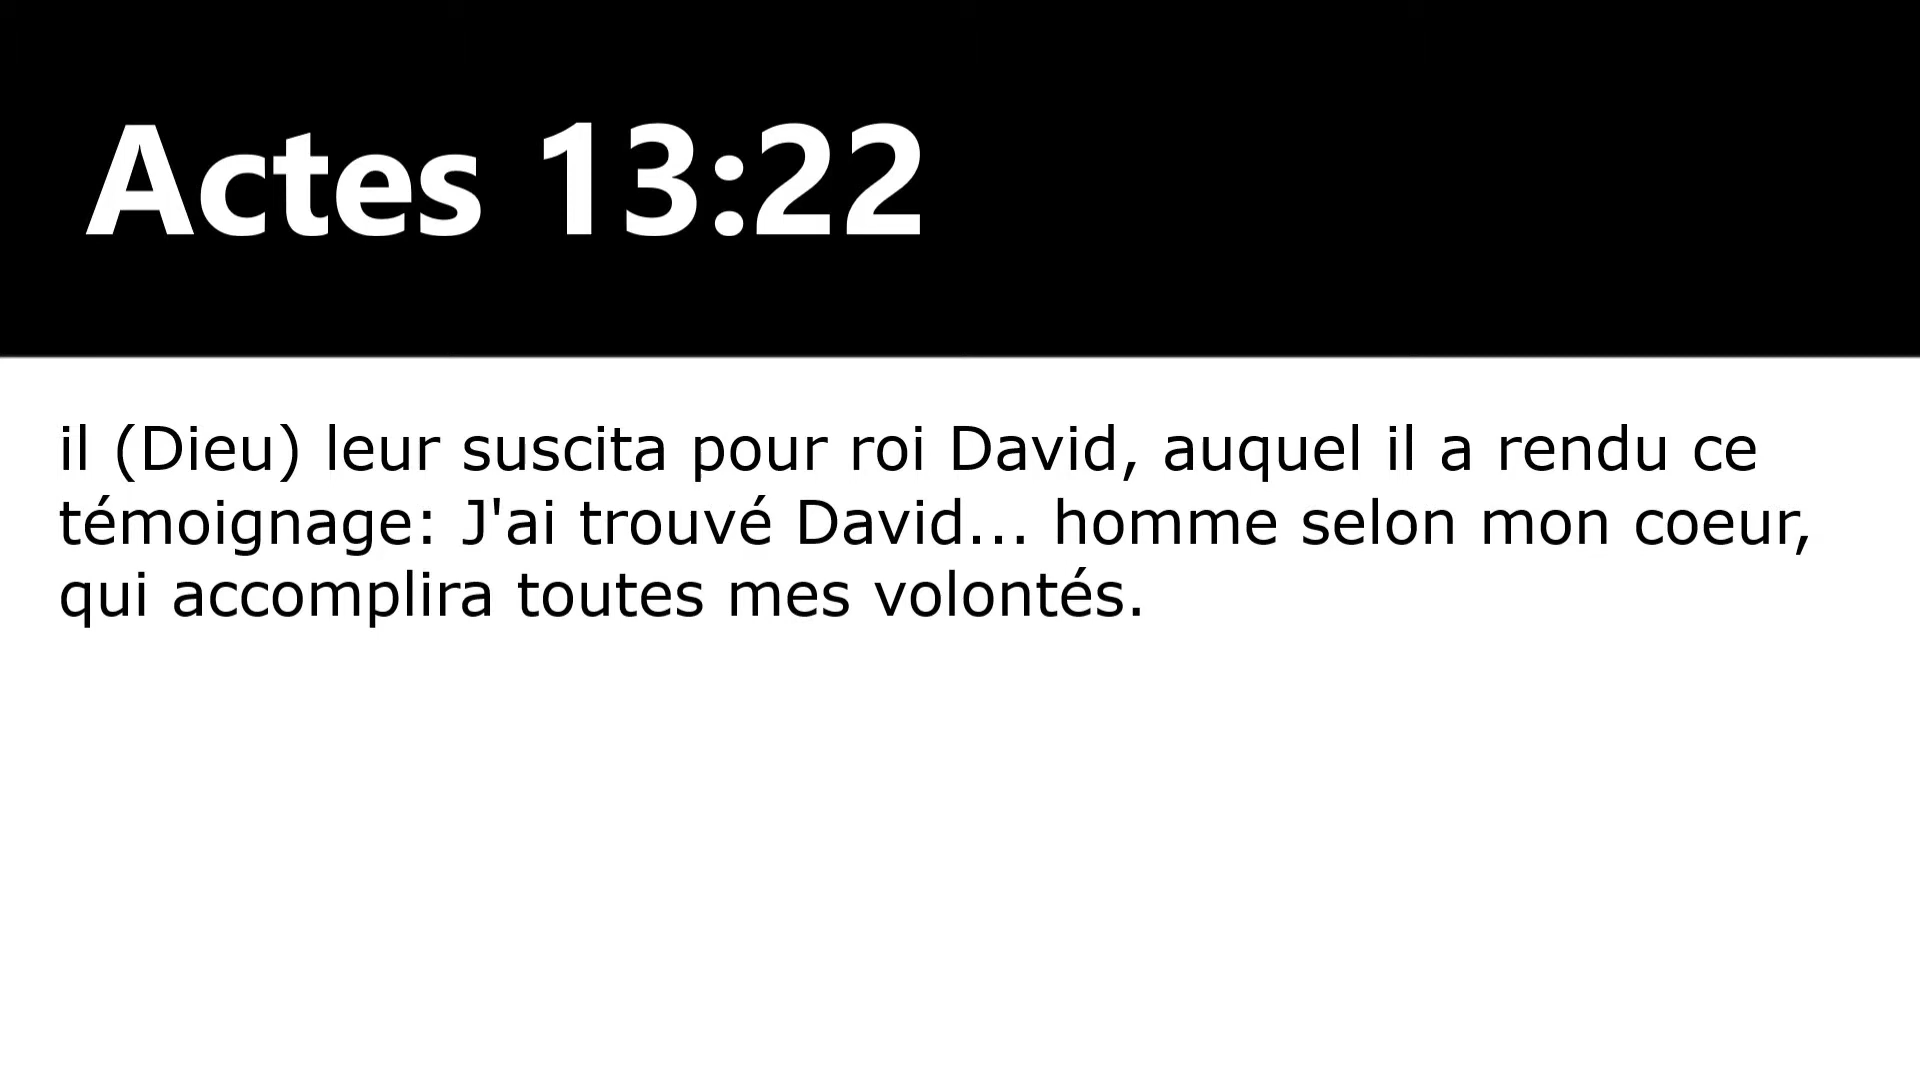 Actes 13:22
il (Dieu) leur suscita pour roi David, auquel il a rendu ce
témoignage: J'ai trouvé David... homme selon mon coeur,
qui accomplira toutes mes volontés.